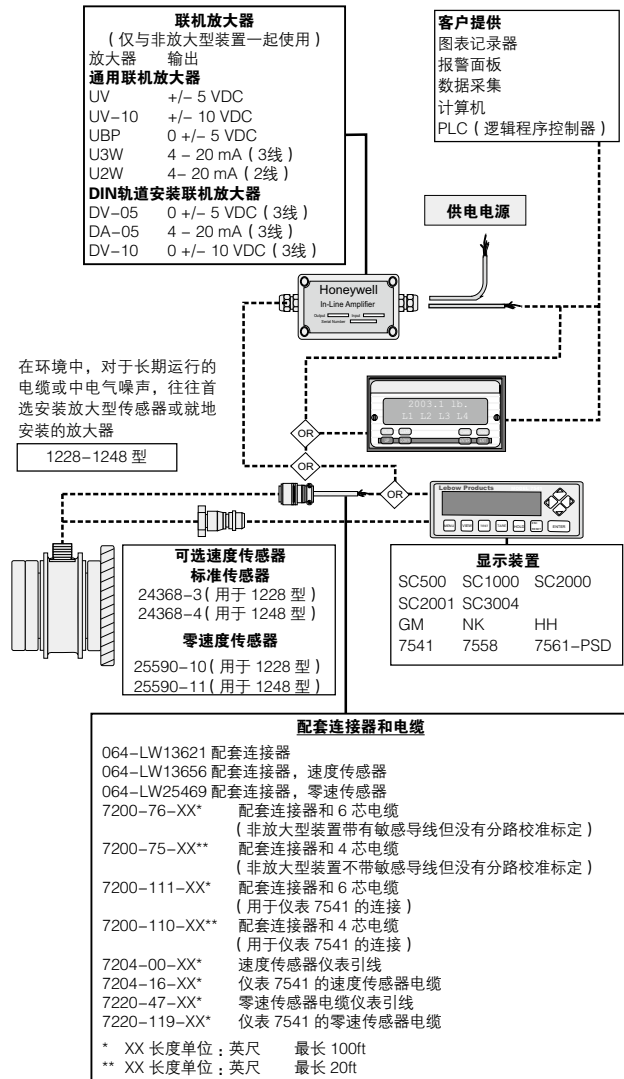 联机放大器
（仅与非放大型装置一起使用）
放大器 输出
通用联机放大器
UV +/- 5 VDC
UV-10 +/- 10 VDC
UBP 0 +/- 5 VDC
U3W 4 - 20 mA（3线）
U2W 4- 20 mA（2线）
DIN轨道安装联机放大器
DV-05 0 +/- 5 VDC（3线）
DA-05 4 - 20 mA（3线）
DV-10 0 +/- 10 VDC（3线）
客户提供
图表记录器
报警面板
数据采集
计算机
PLC（逻辑程序控制器）
供电电源
Honeywell
In-Line Amplifier
Output Input
Serial Number
在环境中，对于长期运行的
电缆或中电气噪声，往往首
选安装放大型传感器或就地
安装的放大器
1228-1248 型
2003.1 lb.
L1 L2 L3 L4
OR
OR
OR
Lebow Products
MENU VIEW TARE HOLD ENTER
可选速度传感器
标准传感器
24368-3（用于 1228 型）
24368-4（用于 1248 型）
零速度传感器
25590-10（用于 1228 型）
25590-11（用于 1248 型）
显示装置
SC500 SC1000 SC2000
SC2001 SC3004
GM NK HH
7541 7558 7561-PSD
配套连接器和电缆
064-LW13621 配套连接器
064-LW13656 配套连接器，速度传感器
064-LW25469 配套连接器，零速传感器
7200-76-XX* 配套连接器和 6 芯电缆
（非放大型装置带有敏感导线但没有分路校准标定）
7200-75-XX** 配套连接器和 4 芯电缆
（非放大型装置不带敏感导线但没有分路校准标定）
7200-111-XX* 配套连接器和 6 芯电缆
（用于仪表 7541 的连接）
7200-110-XX** 配套连接器和 4 芯电缆
（用于仪表 7541 的连接）
7204-00-XX* 速度传感器仪表引线
7204-16-XX* 仪表 7541 的速度传感器电缆
7220-47-XX* 零速传感器电缆仪表引线
7220-119-XX* 仪表 7541 的零速传感器电缆
* XX 长度单位：英尺 最长 100ft
** XX 长度单位：英尺 最长 20ft